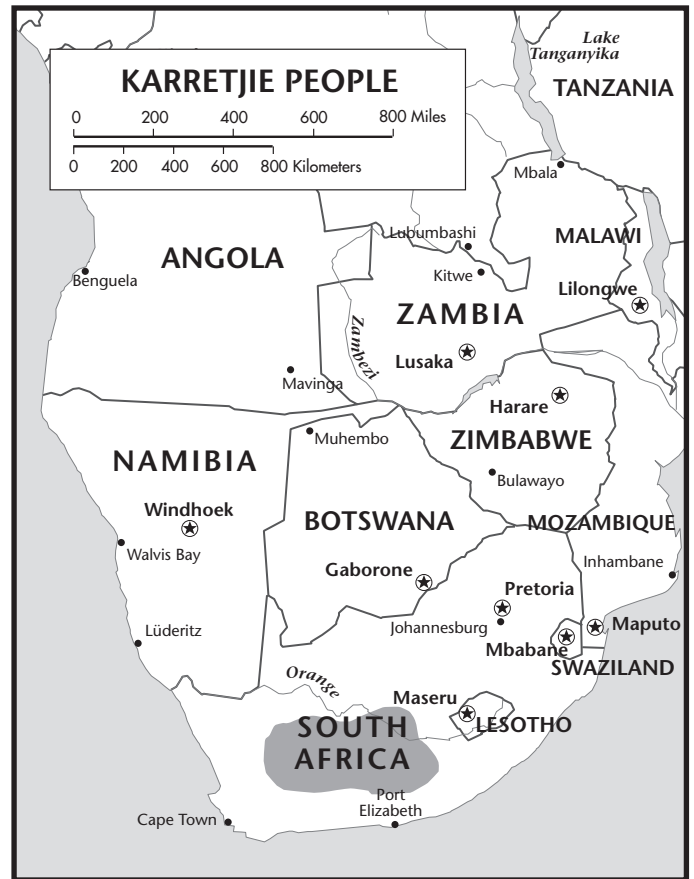 Lake
Tanganyika
TANZANIA
KARRETJIE PEOPLE
0 200 400 600 800 Miles
0 200 400 600 800 Kilometers
Mbala
Lubumbashi
MALAWI
ANGOLA
Benguela
Kitwe
Lilongwe
ZAMBIA
Zambezi
Lusaka
Mavinga
Harare
Muhembo
ZIMBABWE
NAMIBIA
Bulawayo
Windhoek
BOTSWANA
MOZAMBIQUE
Walvis Bay
Inhambane
Gaborone
Pretoria
Johannesburg
Maputo
Lüderitz
Mbabane
SWAZILAND
Orange
Maseru
LESOTHO
SOUTH
AFRICA
Port
Elizabeth
Cape Town